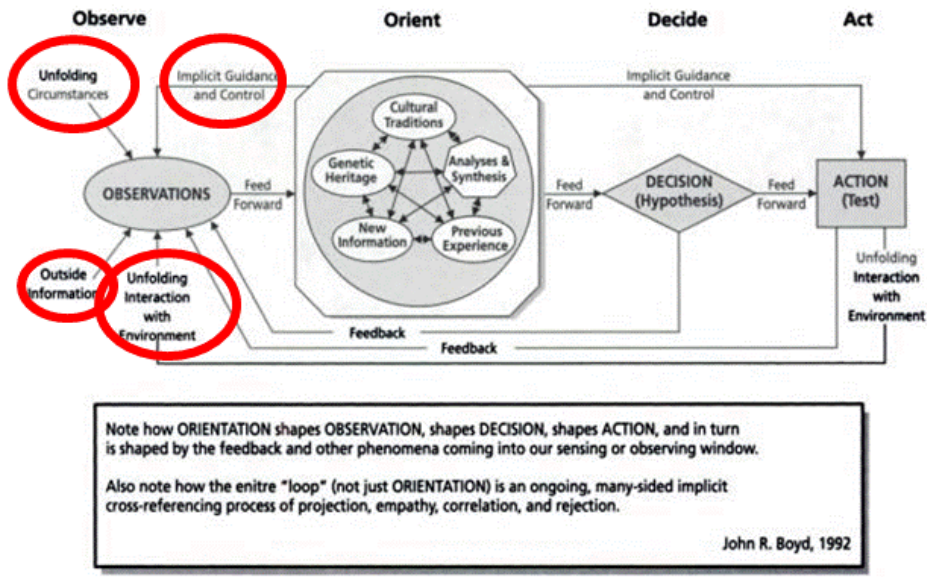 Observe
Orient
Decide
Act
Unfolding
Circumstances
Implicit Guidance
and Control
Implicit Guidance
and Control
Cultural
Traditions
Genetic
Heritage
Analyses &
Synthesis
New
Information
Previous
Experience
OBSERVATIONS
Feed
Forward
Feed
Forward
DECISION
(Hypothesis)
Feed
Forward
ACTION
(Test)
Outside
Information
Unfolding
Interaction
with
Environment
Unfolding
Interaction
with
Environment
Feedback
Feedback
Note how ORIENTATION shapes OBSERVATION, shapes DECISION, shapes ACTION, and in turn
is shaped by the feedback and other phenomena coming into our sensing or observing window.
Also note how the enitre "loop" (not just ORIENTATION) is an ongoing, many-sided implicit
cross-referencing process of projection, empathy, correlation, and rejection.
John R. Boyd, 1992